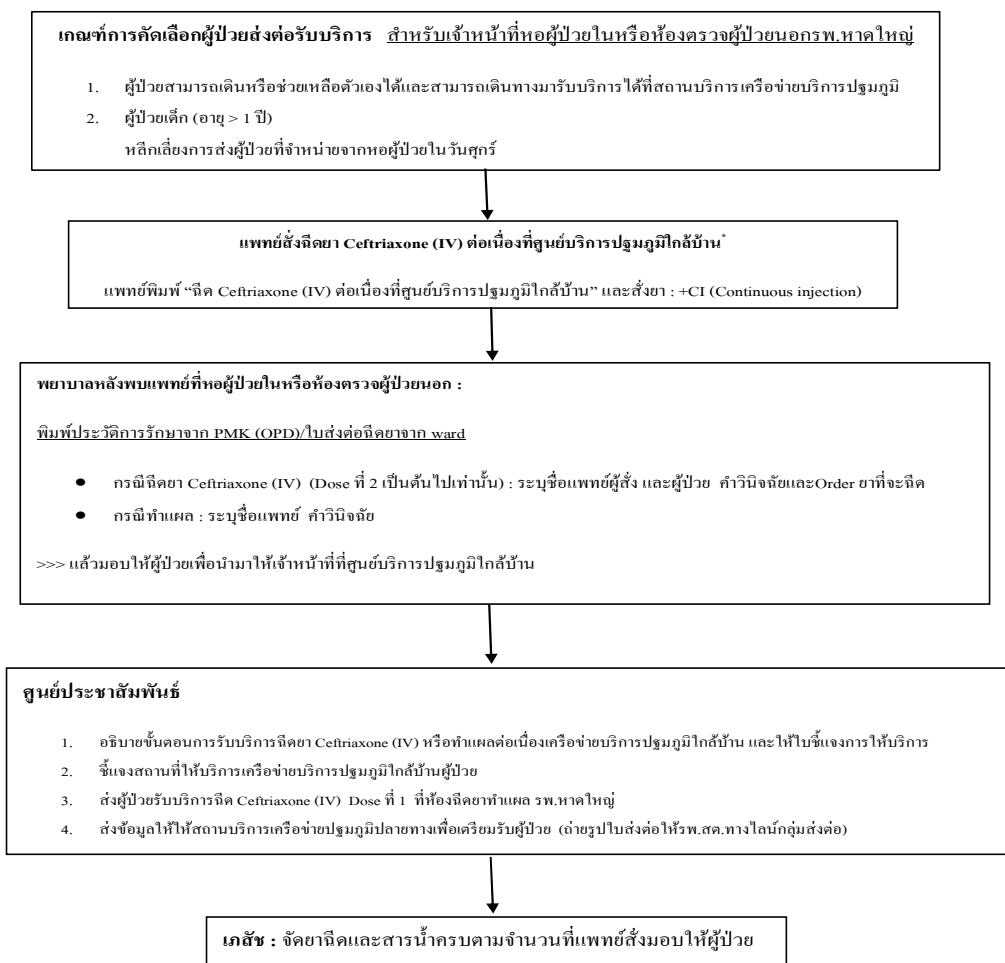 เกณฑ์การคัดเลือกผู้ป่วยส่งต่อรับบริการ สำหรับเจ้าหน้าที่หอผู้ป่วยในหรือห้องตรวจผู้ป่วยนอกรพ.หาดใหญ่
1. ผู้ป่วยสามารถเดินหรือช่วยเหลือตัวเองได้และสามารถเดินทางมารับบริการได้ที่สถานบริการเครือข่ายบริการปฐมภูมิ
2. ผู้ป่วยเด็ก (อายุ > 1 ปี)
หลีกเลี่ยงการส่งผู้ป่วยที่จำหน่ายจากหอผู้ป่วยในวันศุกร์
แพทย์สั่งฉีดยา Ceftriaxone (IV) ต่อเนื่องที่ศูนย์บริการปฐมภูมิใกล้บ้าน*
แพทย์พิมพ์ “ฉีด Ceftriaxone (IV) ต่อเนื่องที่ศูนย์บริการปฐมภูมิใกล้บ้าน” และสั่งยา : +CI (Continuous injection)
พยาบาลหลังพบแพทย์ที่หอผู้ป่วยในหรือห้องตรวจผู้ป่วยนอก :
พิมพ์ประวัติการรักษาจาก PMK (OPD)/ใบส่งต่อฉีดยาจาก ward
● กรณีฉีดยา Ceftriaxone (IV) (Dose ที่ 2 เป็นต้นไปเท่านั้น) : ระบุชื่อแพทย์ผู้สั่ง และผู้ป่วย คำวินิจฉัยและOrder ยาที่จะฉีด
● กรณีทำแผล : ระบุชื่อแพทย์ คำวินิจฉัย
>>> แล้วมอบให้ผู้ป่วยเพื่อนำมาให้เจ้าหน้าที่ที่ศูนย์บริการปฐมภูมิใกล้บ้าน
ศูนย์ประชาสัมพันธ์
1. อธิบายขั้นตอนการรับบริการฉีดยา Ceftriaxone (IV) หรือทำแผลต่อเนื่องเครือข่ายบริการปฐมภูมิใกล้บ้าน และให้ใบชี้แจงการให้บริการ
2. ชี้แจงสถานที่ให้บริการเครือข่ายบริการปฐมภูมิใกล้บ้านผู้ป่วย
3. ส่งผู้ป่วยรับบริการฉีด Ceftriaxone (IV) Dose ที่ 1 ที่ห้องฉีดยาทำแผล รพ.หาดใหญ่
4. ส่งข้อมูลให้ให้สถานบริการเครือข่ายปฐมภูมิปลายทางเพื่อเตรียมรับผู้ป่วย (ถ่ายรูปใบส่งต่อให้รพ.สต.ทางไลน์กลุ่มส่งต่อ)
เภสัช : จัดยาฉีดและสารน้ำครบตามจำนวนที่แพทย์สั่งมอบให้ผู้ป่วย